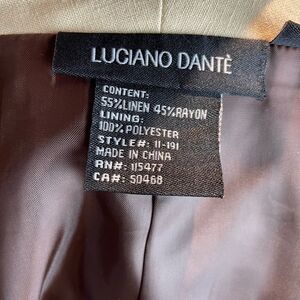 LUCIANO DANTÈ
CONTENT:
55%LINEN 45%RAYON
LINING:
100%POLYESTER
STYLE#: 11-191
MADE IN CHINA
RN#: 115477
CA#: 50468